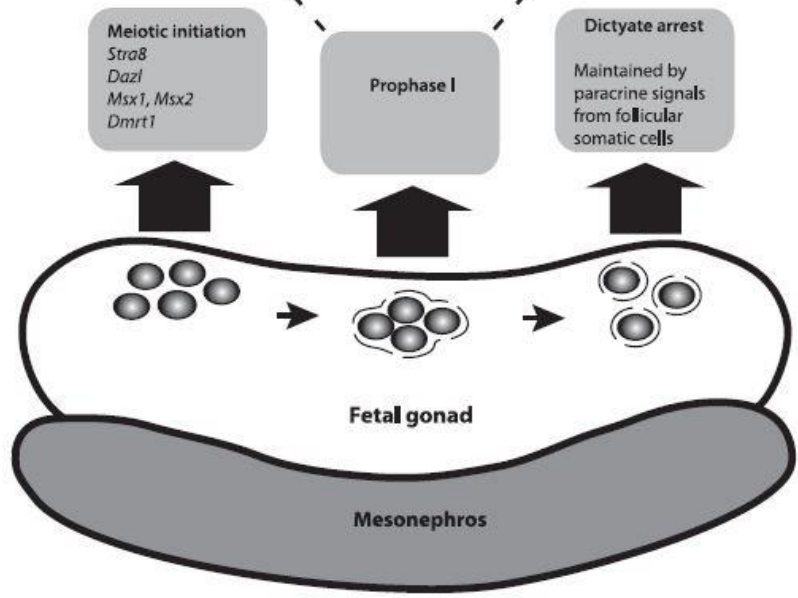 Meiotic initiation
Stra8
Dazl
Msx1, Msx2
Dmrt1
Prophase I
Dictyate arrest
Maintained by
paracrine signals
from follicular
somatic cells
Fetal gonad
Mesonephros